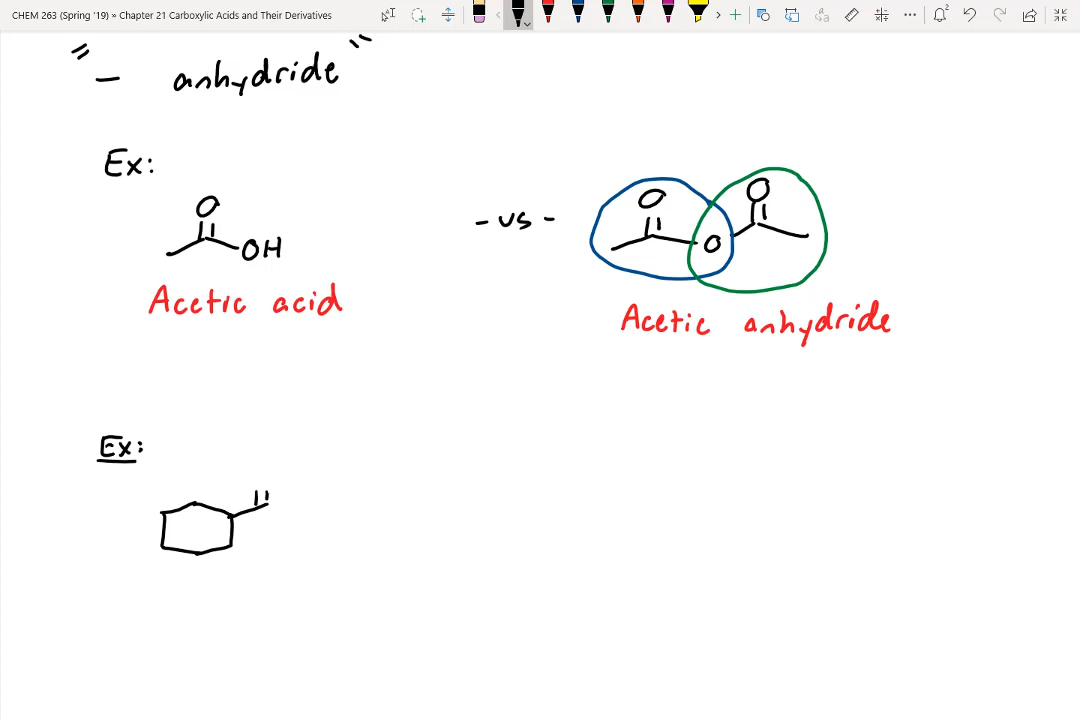 CHEM 263 (Spring '19) » Chapter 21 Carboxylic Acids and Their Derivatives
2
"- anhydride"
Ex:
O
OH
Acetic acid
- vs -
O O
O
Acetic anhydride
Ex: